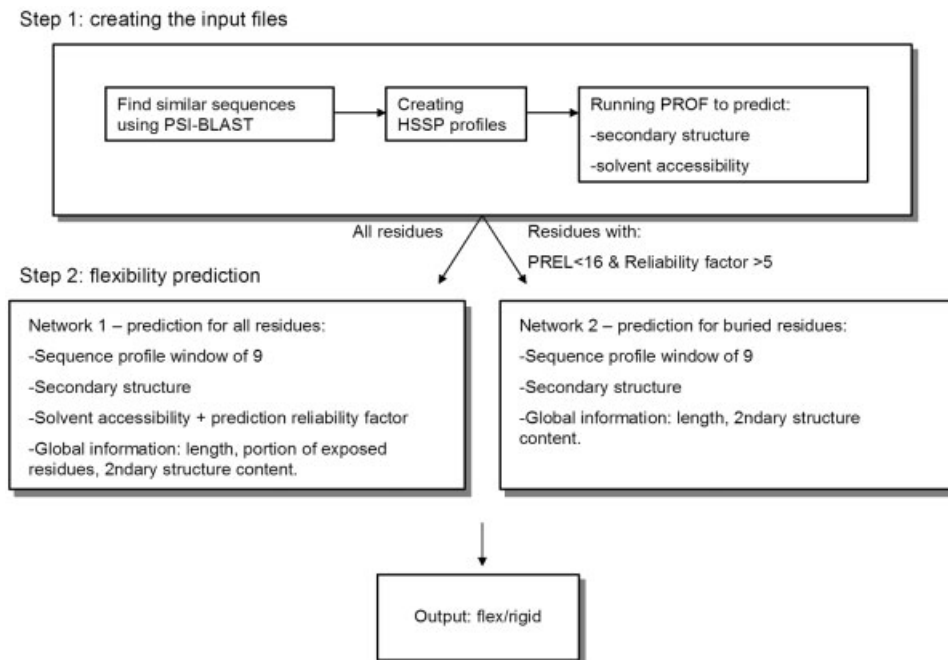 Step 1: creating the input files
Find similar sequences
using PSI-BLAST
Creating
HSSP profiles
Running PROF to predict:
-secondary structure
-solvent accessibility
All residues
Residues with:
PREL<16 & Reliability factor >5
Step 2: flexibility prediction
Network 1 – prediction for all residues:
-Sequence profile window of 9
-Secondary structure
-Solvent accessibility + prediction reliability factor
-Global information: length, portion of exposed
residues, 2ndary structure content.
Network 2 – prediction for buried residues:
-Sequence profile window of 9
-Secondary structure
-Global information: length, 2ndary structure
content.
Output: flex/rigid